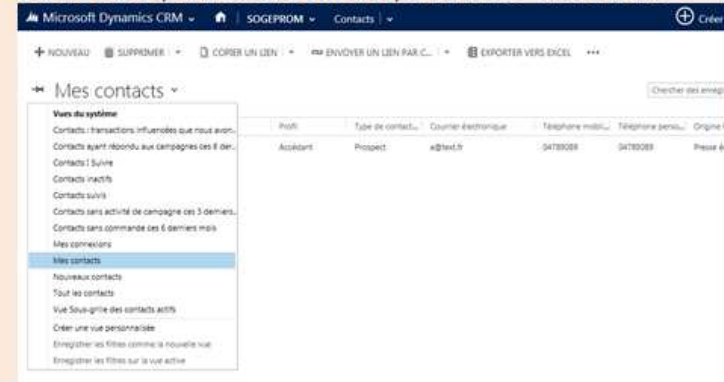 Microsoft Dynamics CRM SOGEPROM Contacts Créer
NOUVEAU SUPPRIMER COPIER UN LIEN ENVOYER UN LIEN PAR C... EXPORTER VERS EXCEL ...
Mes contacts Chercher des enregi
Vues du système
Contacts : transactions influencées que nous avon...
Profil Type de contact... Courrier électronique Téléphone mobil... Téléphone perso... Origine
Contacts ayant répondu aux campagnes ces 6 der...
Accédant Prospect a@text.fr 04789089 04789089 Presse
Contacts I Suivre
Contacts inactifs
Contacts suivis
Contacts sans activité de campagne ces 3 derniers...
Contacts sans commande ces 6 derniers mois
Mes connexions
Mes contacts
Nouveaux contacts
Tout les contacts
Vue Sous-grille des contacts actifs
Créer une vue personnalisée
Enregistrer les filtres comme la nouvelle vue
Enregistrer les filtres sur la vue active